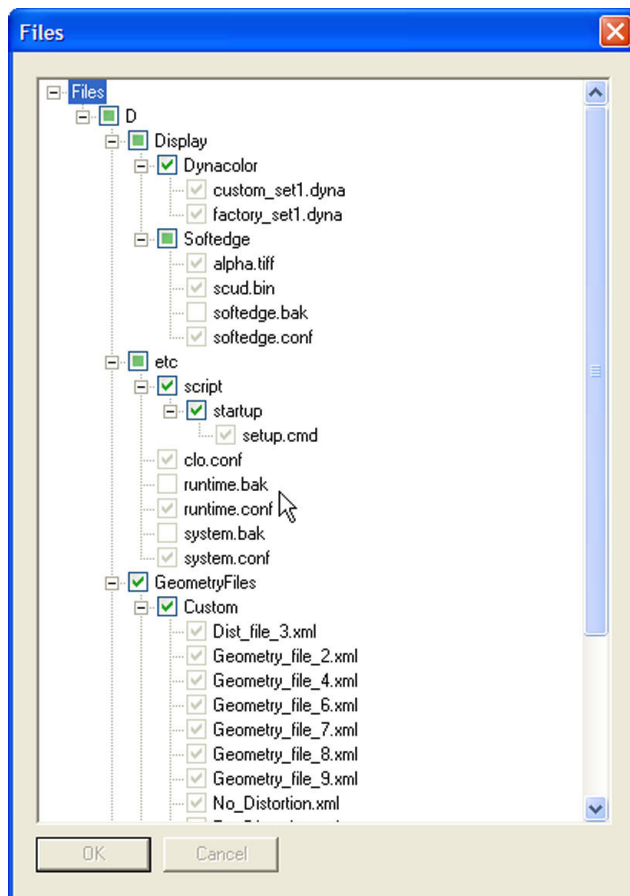 Files
Files
D
Display
Dynacolor
custom_set1.dyna
factory_set1.dyna
Softedge
alpha.tiff
scud.bin
softedge.bak
softedge.conf
etc
script
startup
setup.cmd
clo.conf
runtime.bak
runtime.conf
system.bak
system.conf
GeometryFiles
Custom
Dist_file_3.xml
Geometry_file_2.xml
Geometry_file_4.xml
Geometry_file_6.xml
Geometry_file_7.xml
Geometry_file_8.xml
Geometry_file_9.xml
No_Distortion.xml
OK Cancel